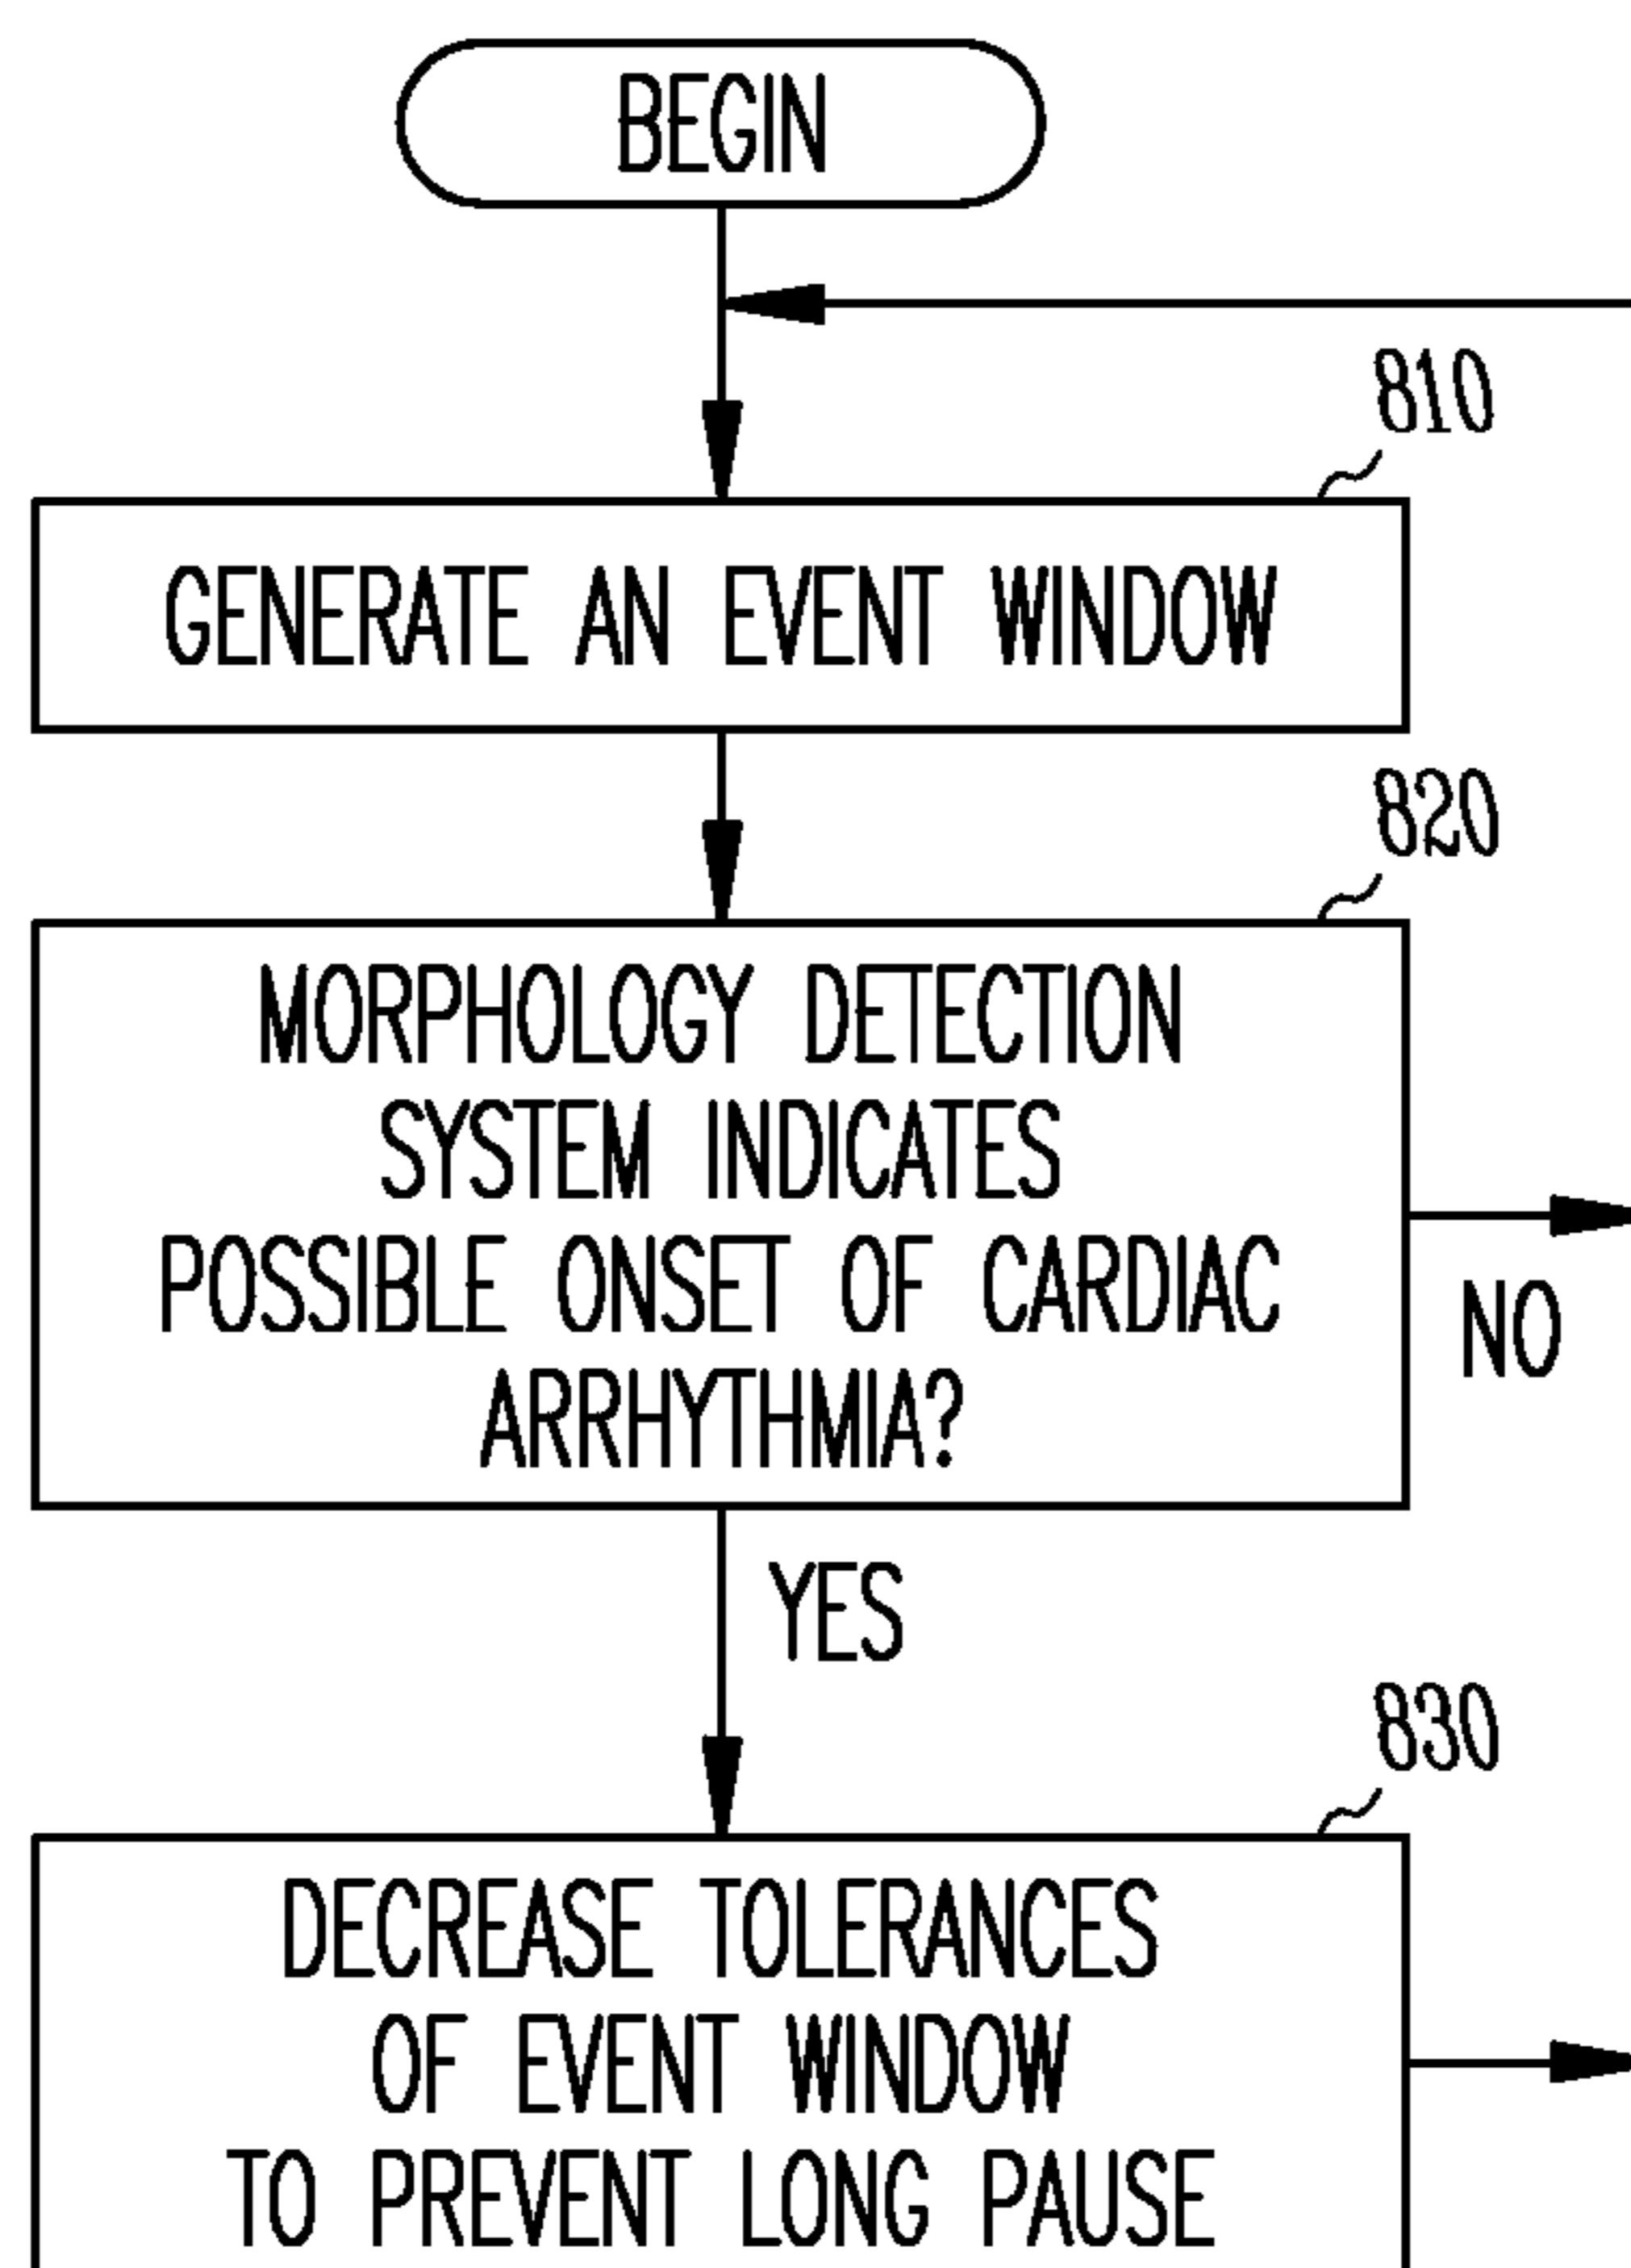 BEGIN
810
GENERATE AN EVENT WINDOW
820
MORPHOLOGY DETECTION
SYSTEM INDICATES
POSSIBLE ONSET OF CARDIAC
ARRHYTHMIA?
NO
YES
830
DECREASE TOLERANCES
OF EVENT WINDOW
TO PREVENT LONG PAUSE